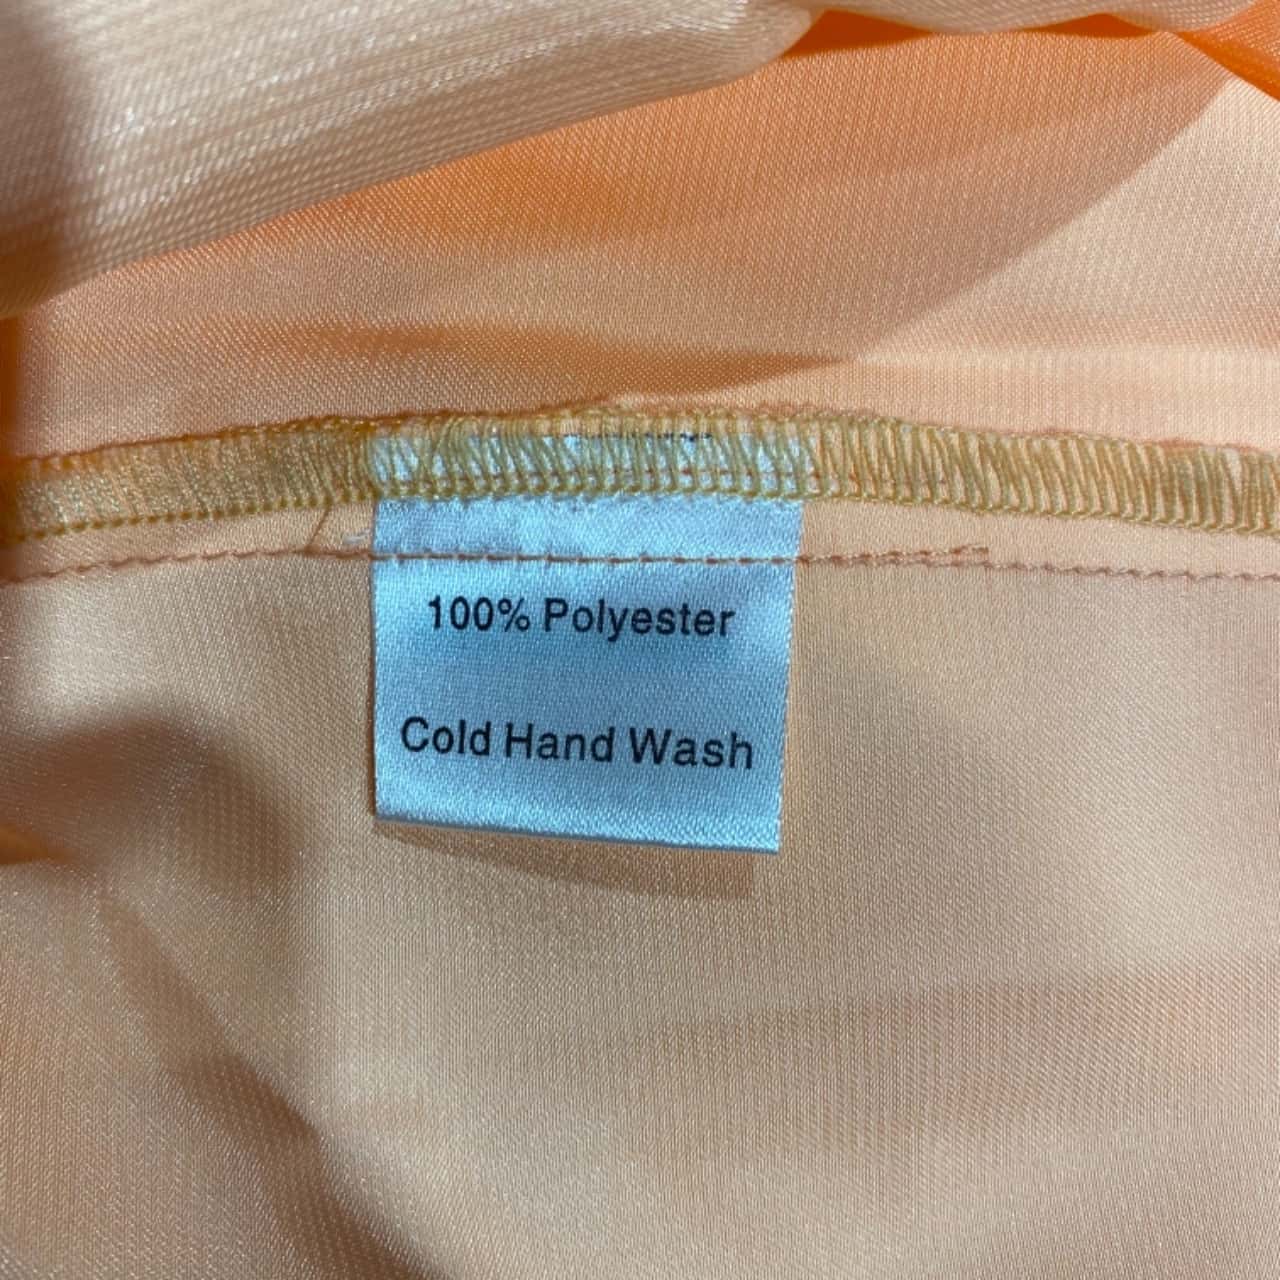 100% Polyester
Cold Hand Wash